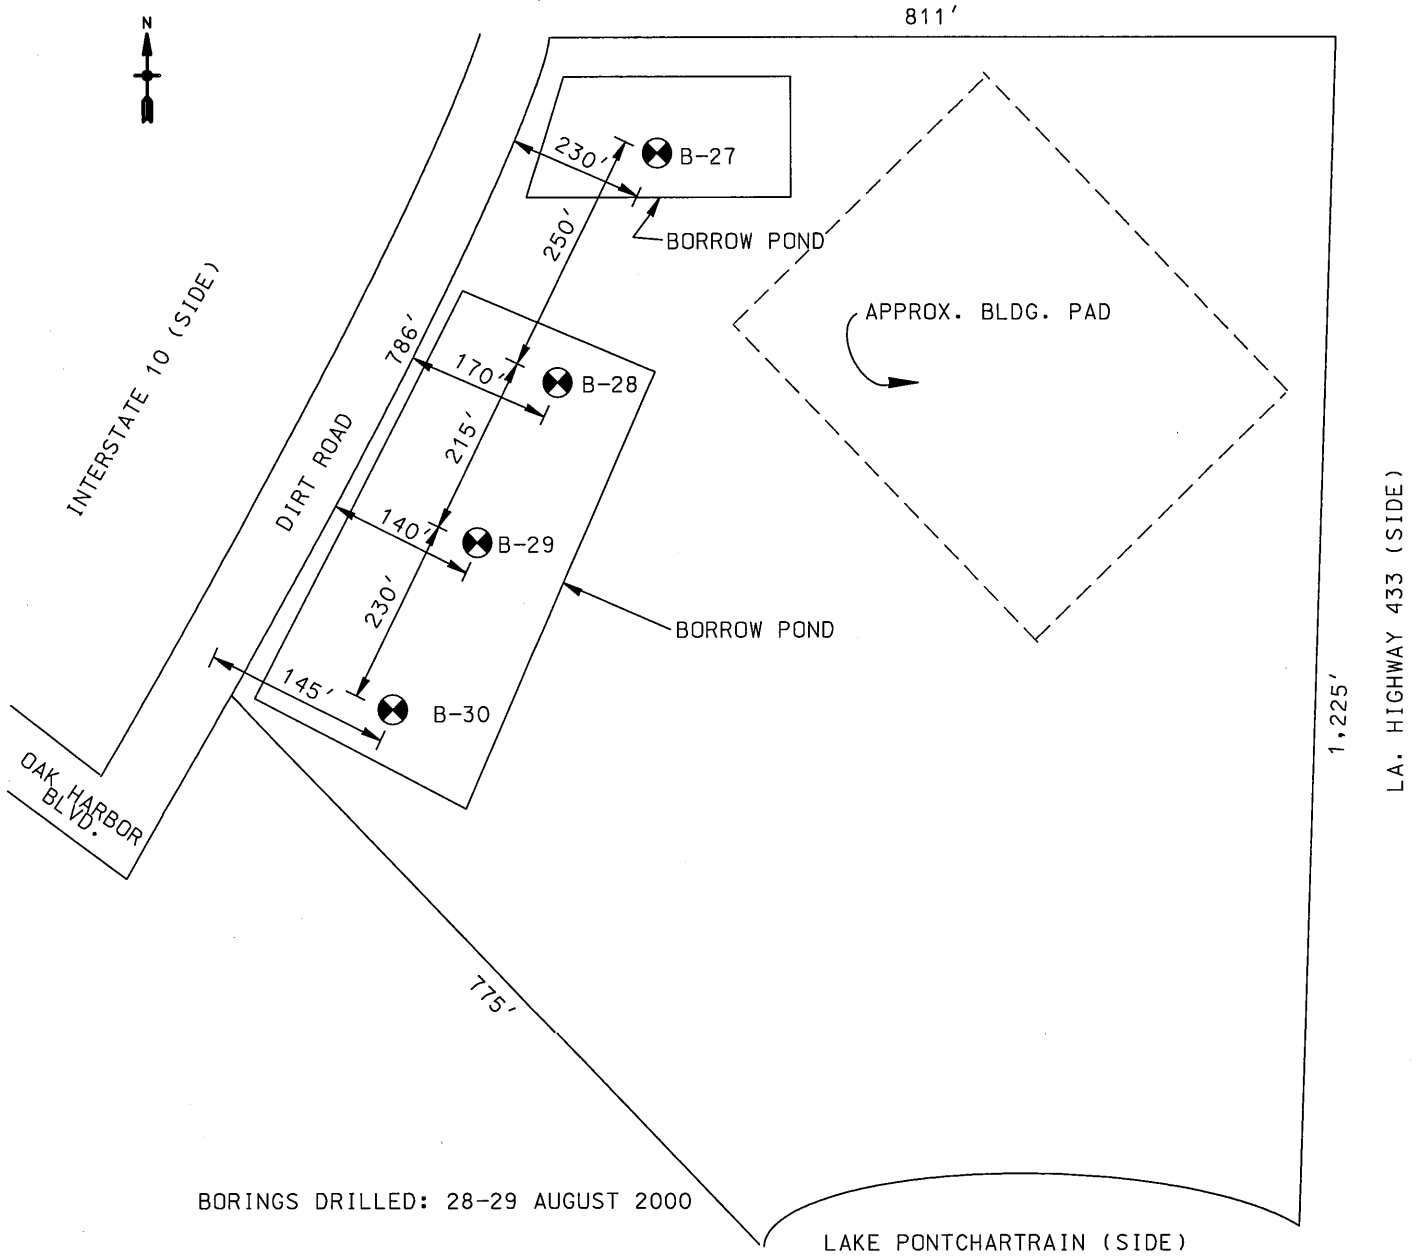 811'
N
230'
B-27
250'
BORROW POND
INTERSTATE 10 (SIDE)
786'
APPROX. BLDG. PAD
170'
B-28
215'
DIRT ROAD
140'
B-29
230'
BORROW POND
145'
B-30
LA. HIGHWAY 433 (SIDE)
1,225'
OAK HARBOR
BLVD.
775'
BORINGS DRILLED: 28-29 AUGUST 2000
LAKE PONTCHARTRAIN (SIDE)